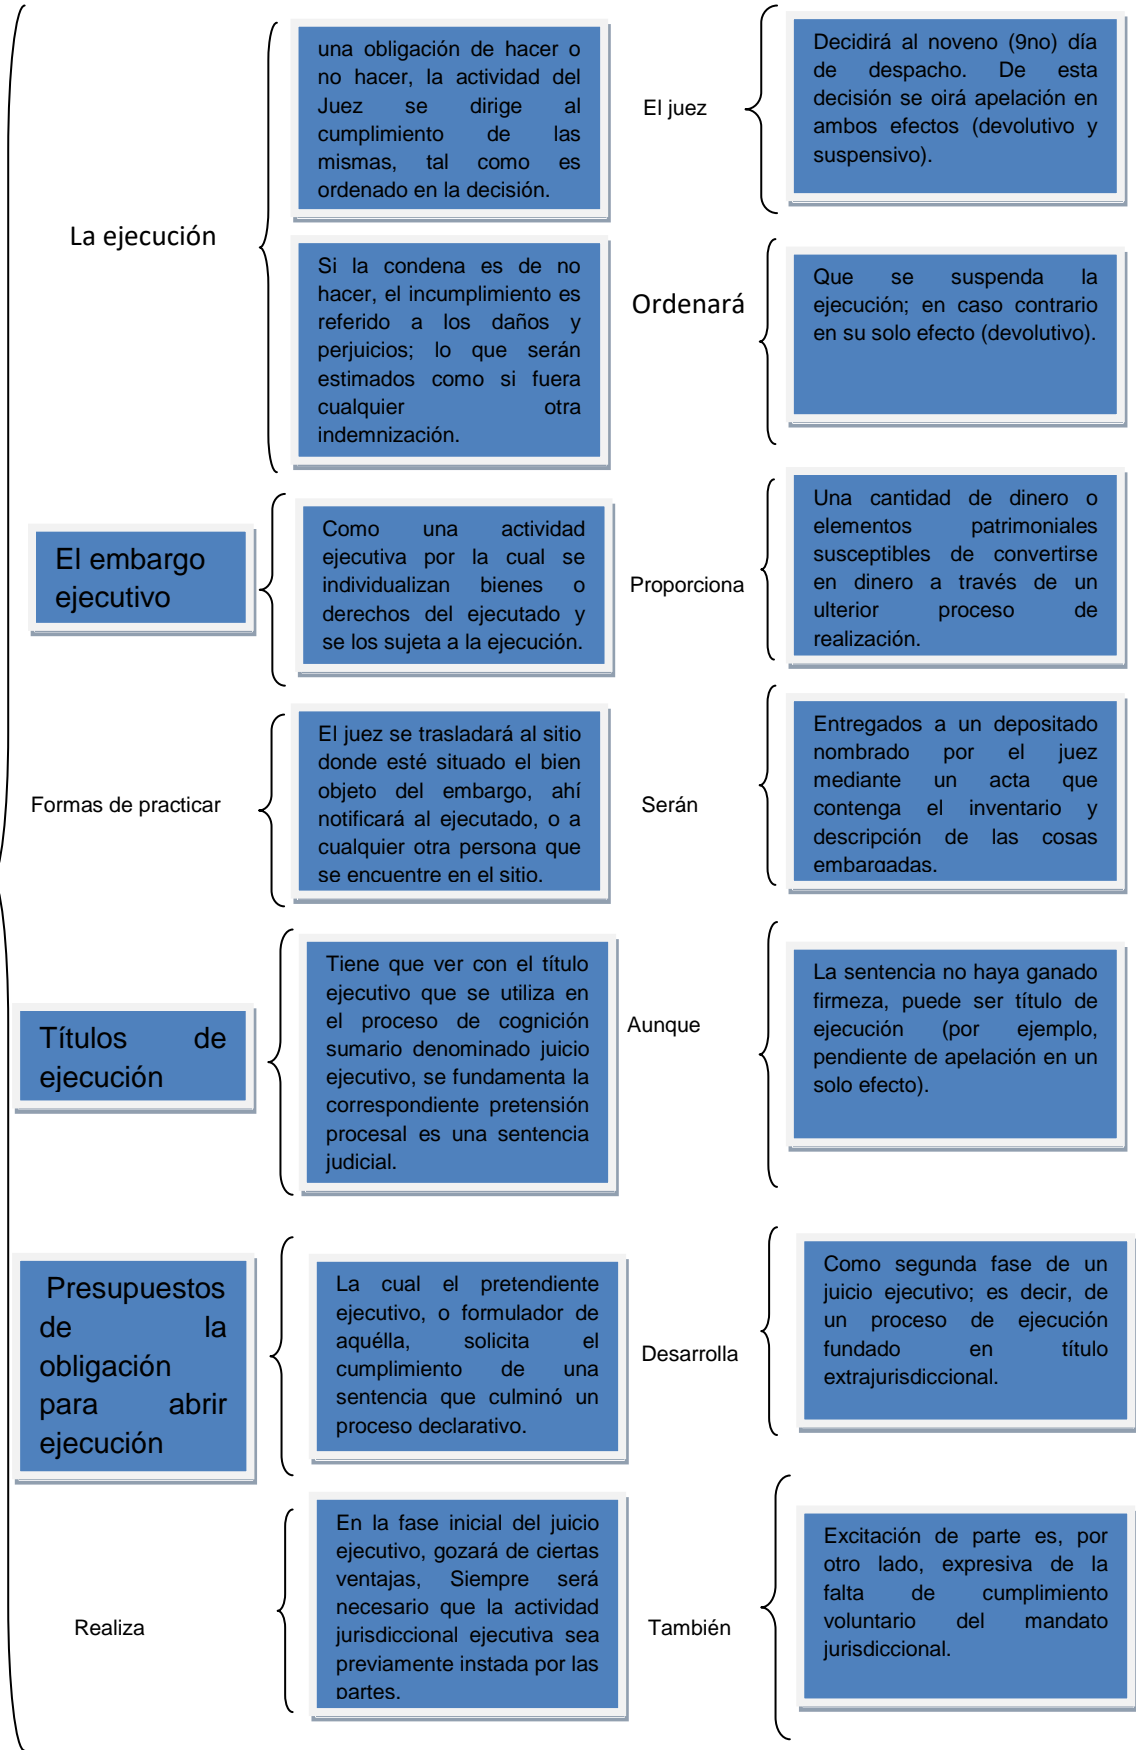 La ejecución
una obligación de hacer o
no hacer, la actividad del
Juez se dirige al
cumplimiento de las
mismas, tal como es
ordenado en la decisión.
El juez
Decidirá al noveno (9no) día
de despacho. De esta
decisión se oirá apelación en
ambos efectos (devolutivo y
suspensivo).
Si la condena es de no
hacer, el incumplimiento es
referido a los daños y
perjuicios; lo que serán
estimados como si fuera
cualquier otra
indemnización.
Ordenará
Que se suspenda la
ejecución; en caso contrario
en su solo efecto (devolutivo).
El embargo
ejecutivo
Como una actividad
ejecutiva por la cual se
individualizan bienes o
derechos del ejecutado y
se los sujeta a la ejecución.
Proporciona
Una cantidad de dinero o
elementos patrimoniales
susceptibles de convertirse
en dinero a través de un
ulterior proceso de
realización.
Formas de practicar
El juez se trasladará al sitio
donde esté situado el bien
objeto del embargo, ahí
notificará al ejecutado, o a
cualquier otra persona que
se encuentre en el sitio.
Serán
Entregados a un depositado
nombrado por el juez
mediante un acta que
contenga el inventario y
descripción de las cosas
embargadas.
Títulos de
ejecución
Tiene que ver con el título
ejecutivo que se utiliza en
el proceso de cognición
sumario denominado juicio
ejecutivo, se fundamenta la
correspondiente pretensión
procesal es una sentencia
judicial.
Aunque
La sentencia no haya ganado
firmeza, puede ser título de
ejecución (por ejemplo,
pendiente de apelación en un
solo efecto).
Presupuestos
de la
obligación
para abrir
ejecución
La cual el pretendiente
ejecutivo, o formulador de
aquélla, solicita el
cumplimiento de una
sentencia que culminó un
proceso declarativo.
Desarrolla
Como segunda fase de un
juicio ejecutivo; es decir, de
un proceso de ejecución
fundado en título
extrajurisdiccional.
Realiza
En la fase inicial del juicio
ejecutivo, gozará de ciertas
ventajas, Siempre será
necesario que la actividad
jurisdiccional ejecutiva sea
previamente instada por las
partes.
También
Excitación de parte es, por
otro lado, expresiva de la
falta de cumplimiento
voluntario del mandato
jurisdiccional.